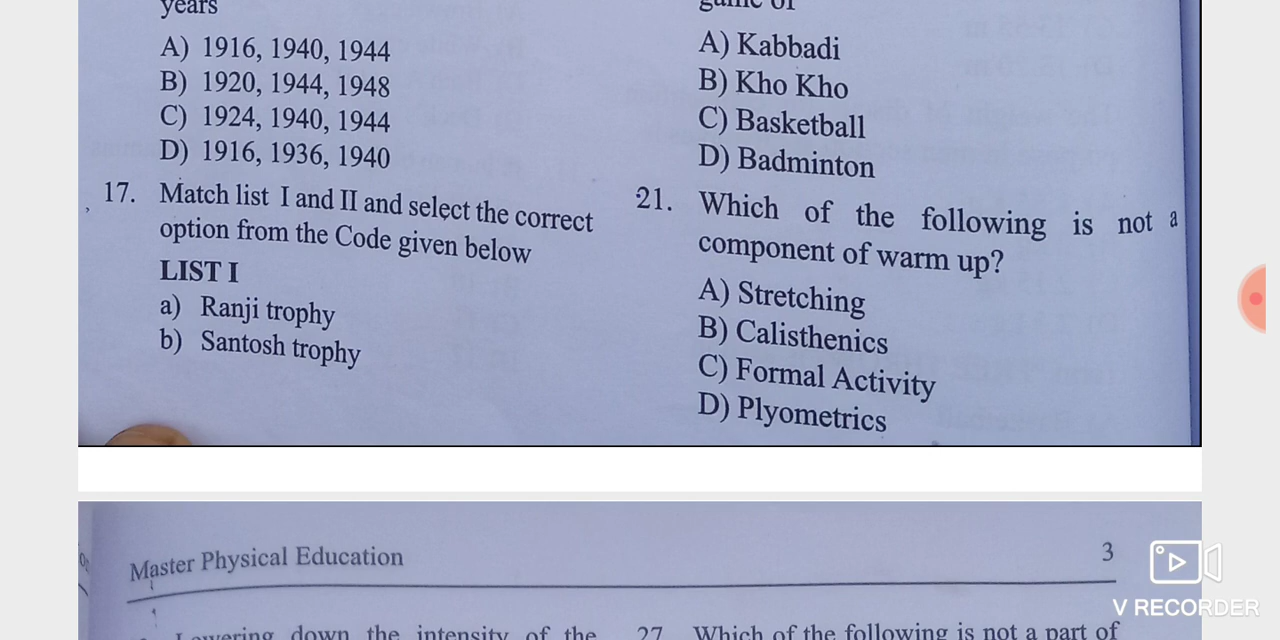 years
A) 1916, 1940, 1944
B) 1920, 1944, 1948
C) 1924, 1940, 1944
D) 1916, 1936, 1940
17. Match list I and II and select the correct
option from the Code given below
LIST I
a) Ranji trophy
b) Santosh trophy
game of
A) Kabbadi
B) Kho Kho
C) Basketball
D) Badminton
21. Which of the following is not a
component of warm up?
A) Stretching
B) Calisthenics
C) Formal Activity
D) Plyometrics
Master Physical Education
3
Lowering down the intensity of the
27 Which of the following is not a part of
V RECORDER